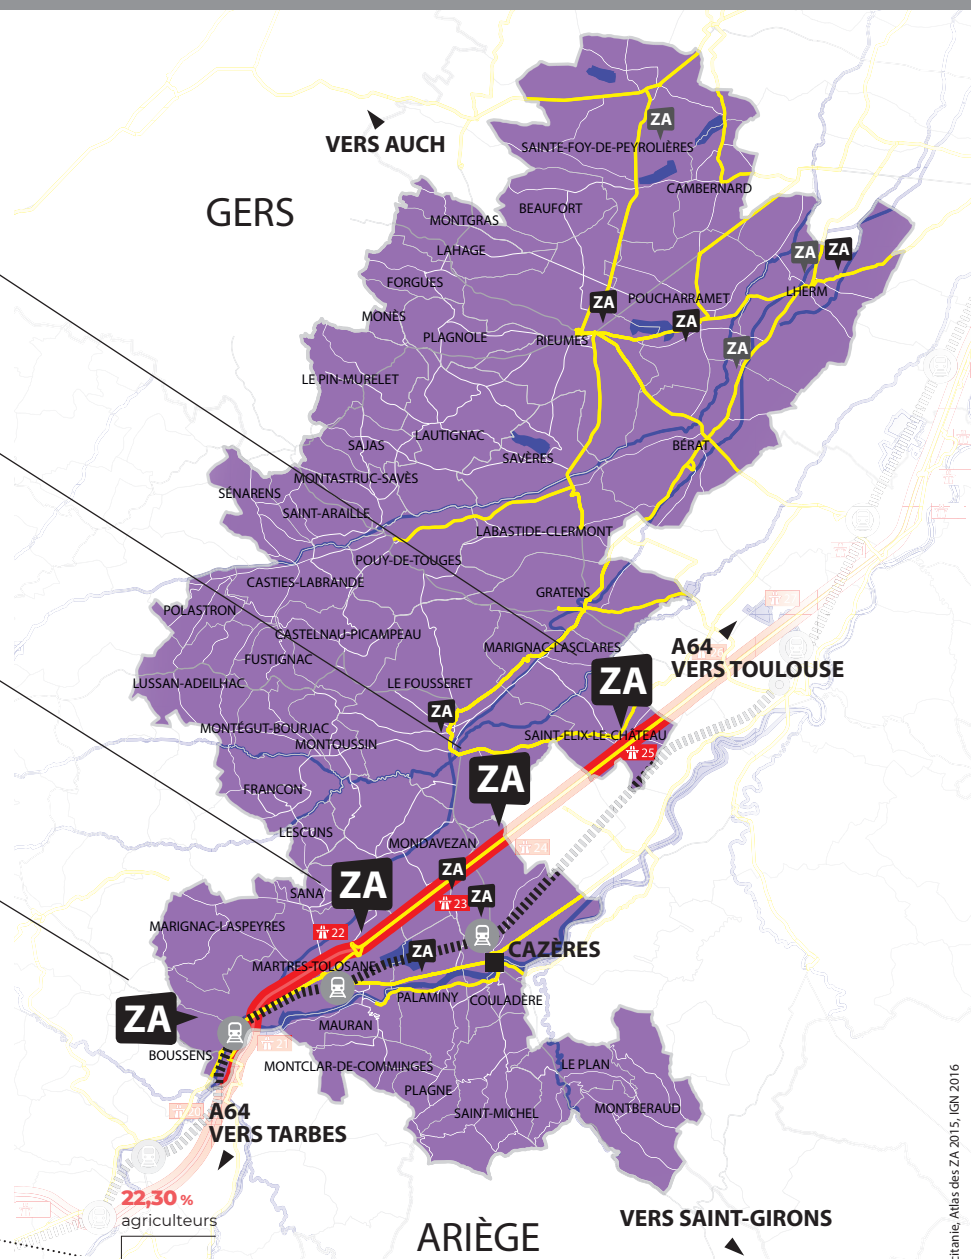 ZA
SAINTE-FOY-DE-PEYROLIÈRES
VERS AUCH
CAMBERNARD
GERS
BEAUFORT
MONTGRAS
LAHAGE
ZA
ZA
FORGUES
LHERM
ZA
POUCHARRAMET
MONÈS
ZA
PLAGNOLE
RIEUMES
ZA
LE PIN-MURELET
LAUTIGNAC
SAJAS
BÉRAT
SAVÈRES
MONTASTRUC-SAVÈS
SÉNARENS
SAINT-ARAILLE
LABASTIDE-CLERMONT
POUY-DE-TOUGES
CASTIES-LABRANDE
GRATENS
POLASTRON
CASTELNAU-PICAMPEAU
MARIGNAC-LASCLARES
A64
VERS TOULOUSE
FUSTIGNAC
ZA
LUSSAN-ADEILHAC
LE FOUSSERET
ZA
MONTÉGUT-BOURJAC
SAINT-ELIX-LE-CHÂTEAU
MONTOUSSIN
25
ZA
FRANCON
LESCUNS
MONDAVEZAN
24
ZA
ZA
SANA
ZA
23
MARIGNAC-LASPEYRES
22
ZA
CAZÈRES
MARTRES-TOLOSANE
PALAMINY
COULADÈRE
ZA
MAURAN
21
BOUSSENS
MONTCLAR-DE-COMMINGES
LE PLAN
PLAGNE
MONTBERAUD
SAINT-MICHEL
A64
VERS TARBES
22,30 %
agriculteurs
ARIÈGE
VERS SAINT-GIRONS
citanie, Atlas des ZA 2015, IGN 2016